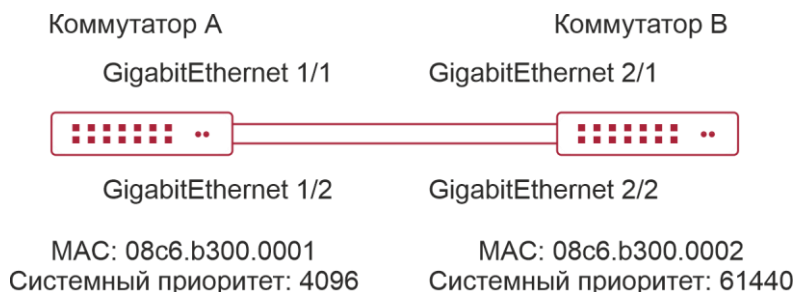 Коммутатор A Коммутатор B
GigabitEthernet 1/1 GigabitEthernet 2/1
GigabitEthernet 1/2 GigabitEthernet 2/2
MAC: 08c6.b300.0001 MAC: 08c6.b300.0002
Системный приоритет: 4096 Системный приоритет: 61440